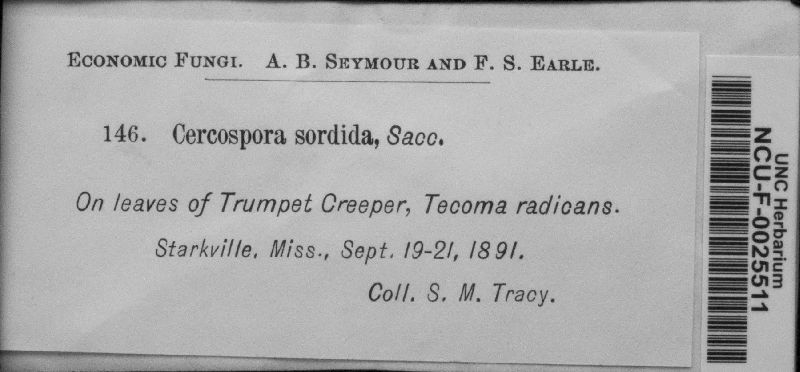 ECONOMIC FUNGI. A. B. SEYMOUR AND F. S. EARLE.
146. Cercospora sordida, Sacc.
On leaves of Trumpet Creeper, Tecoma radicans.
Starkville, Miss., Sept. 19-21, 1891.
Coll. S. M. Tracy.
UNC Herbarium
NCU-F-0025511